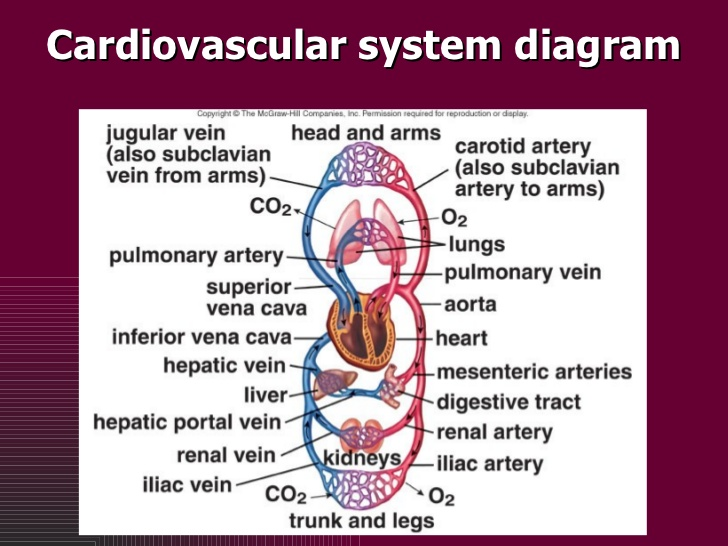 Cardiovascular system diagram
Copyright © The McGraw-Hill Companies, Inc. Permission required for reproduction or display.
jugular vein
(also subclavian
vein from arms)
head and arms
carotid artery
(also subclavian
artery to arms)
CO2
O2
lungs
pulmonary artery
pulmonary vein
superior
vena cava
aorta
inferior vena cava
heart
hepatic vein
mesenteric arteries
liver
digestive tract
hepatic portal vein
renal artery
renal vein
kidneys
iliac artery
iliac vein
CO2
O2
trunk and legs